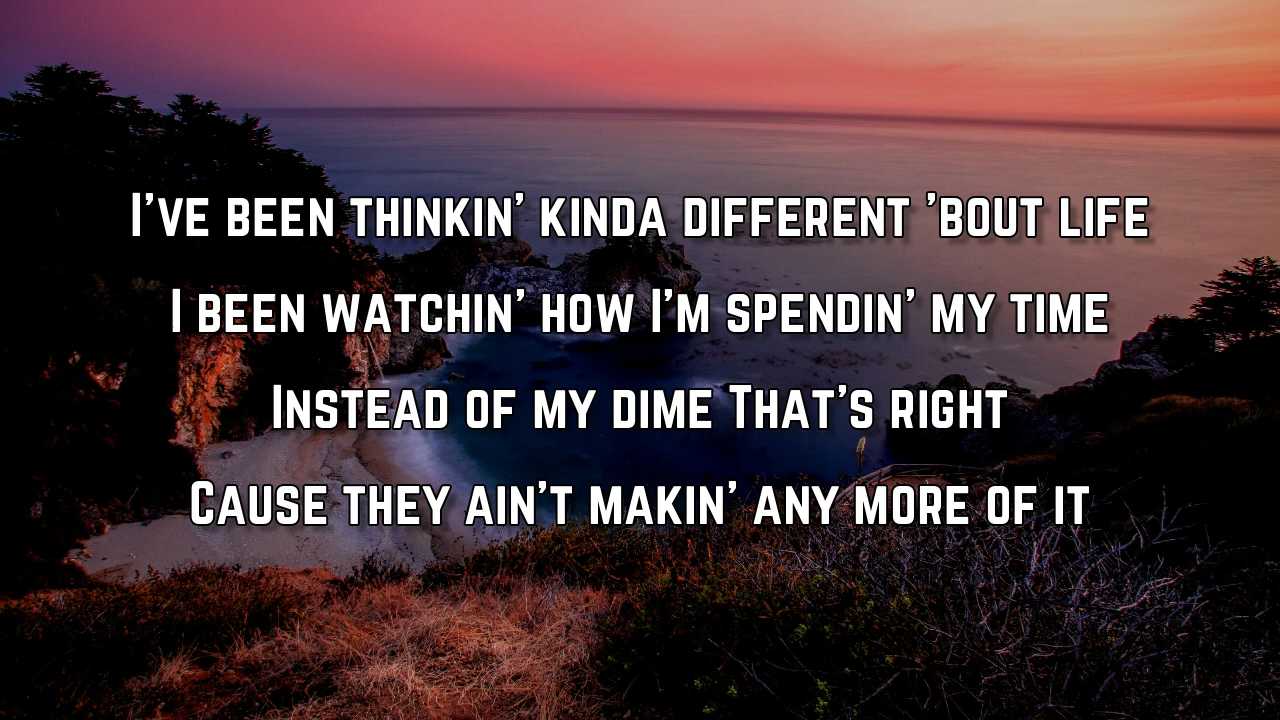 I've been thinkin' kinda different 'bout life
I been watchin' how I'm spendin' my time
Instead of my dime That's right
Cause they ain't makin' any more of it